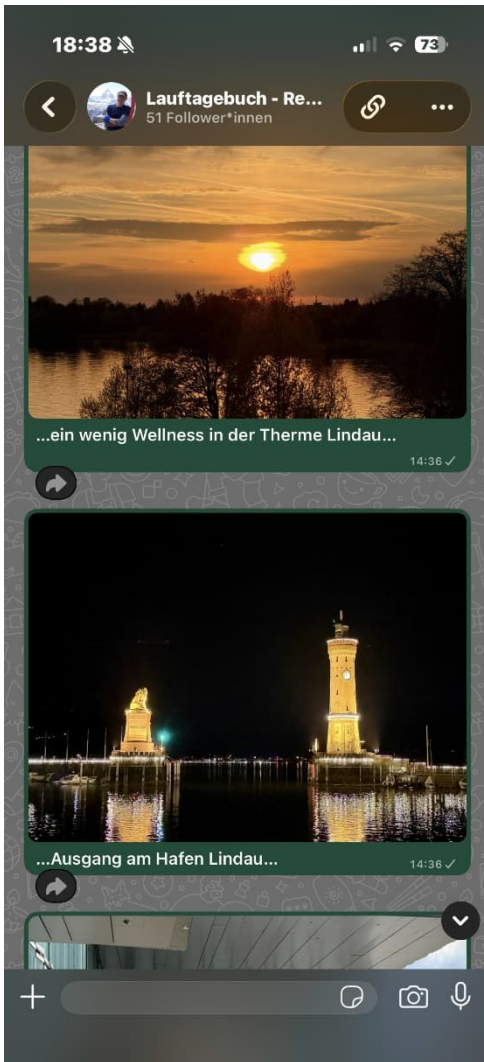 18:38
73
Lauftagebuch - Re...
51 Follower*innen
...ein wenig Wellness in der Therme Lindau...
14:36
...Ausgang am Hafen Lindau...
14:36